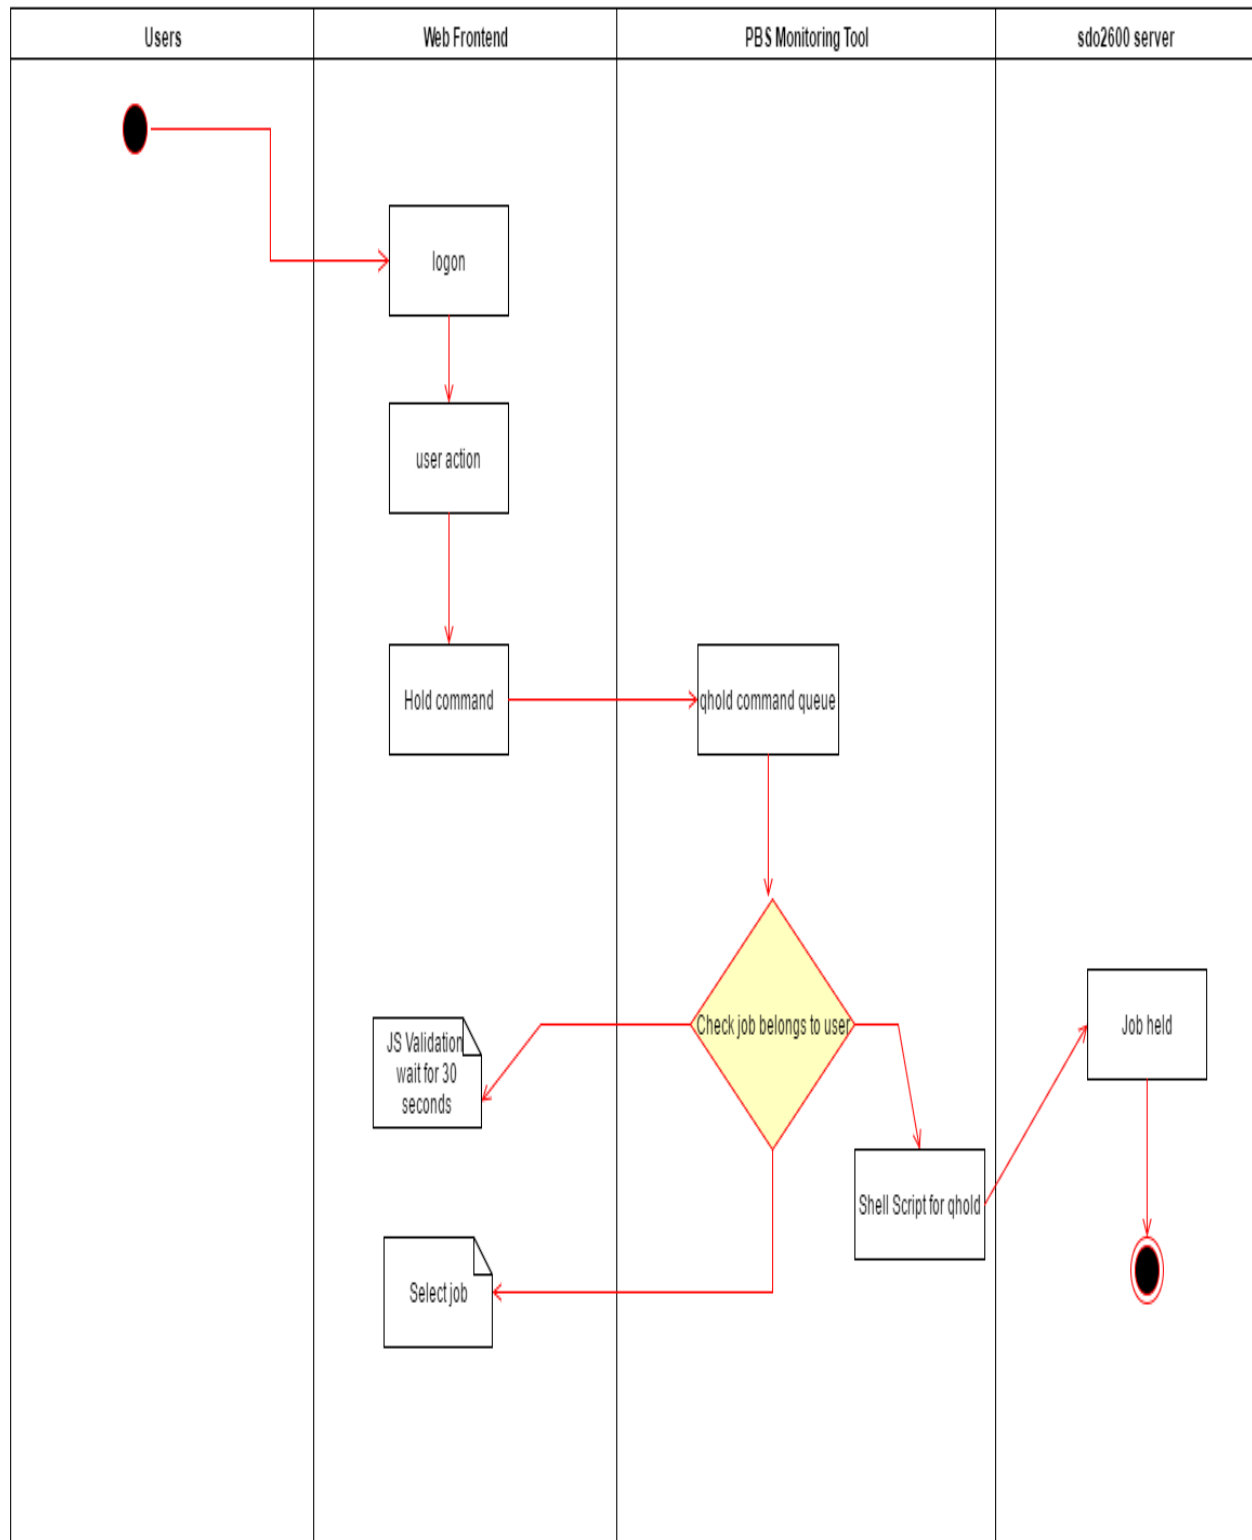 Users
Web Frontend
PBS Monitoring Tool
sdo2600 server
logon
user action
Hold command
qhold command queue
Check job belongs to user
JS Validation
wait for 30
seconds
Job held
Shell Script for qhold
Select job